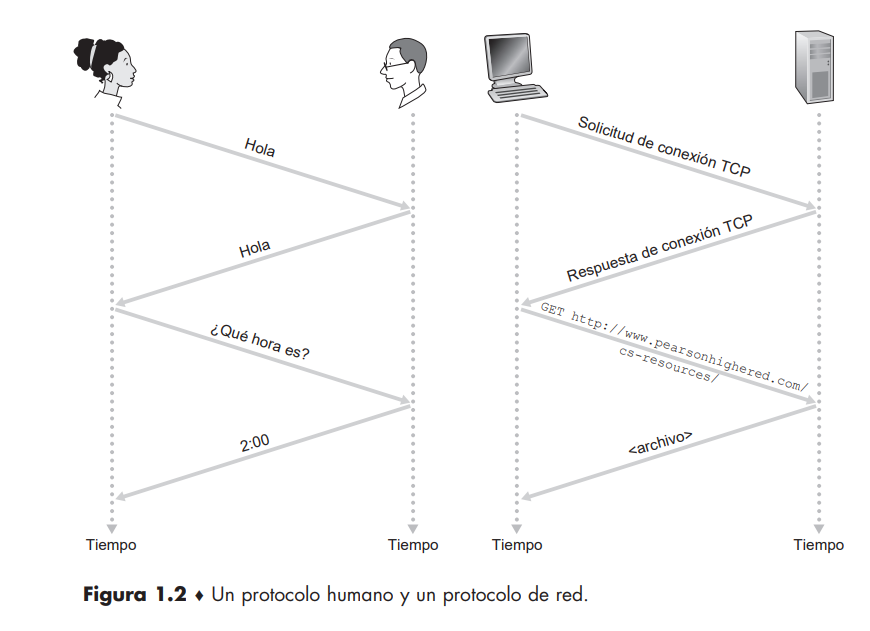 Hola
Hola
¿Qué hora es?
2:00
Tiempo
Tiempo
Solicitud de conexión TCP
Respuesta de conexión TCP
GET http://www.pearsonhighered.com/
cs-resources/
<archivo>
Tiempo
Tiempo
Figura 1.2 ♦ Un protocolo humano y un protocolo de red.